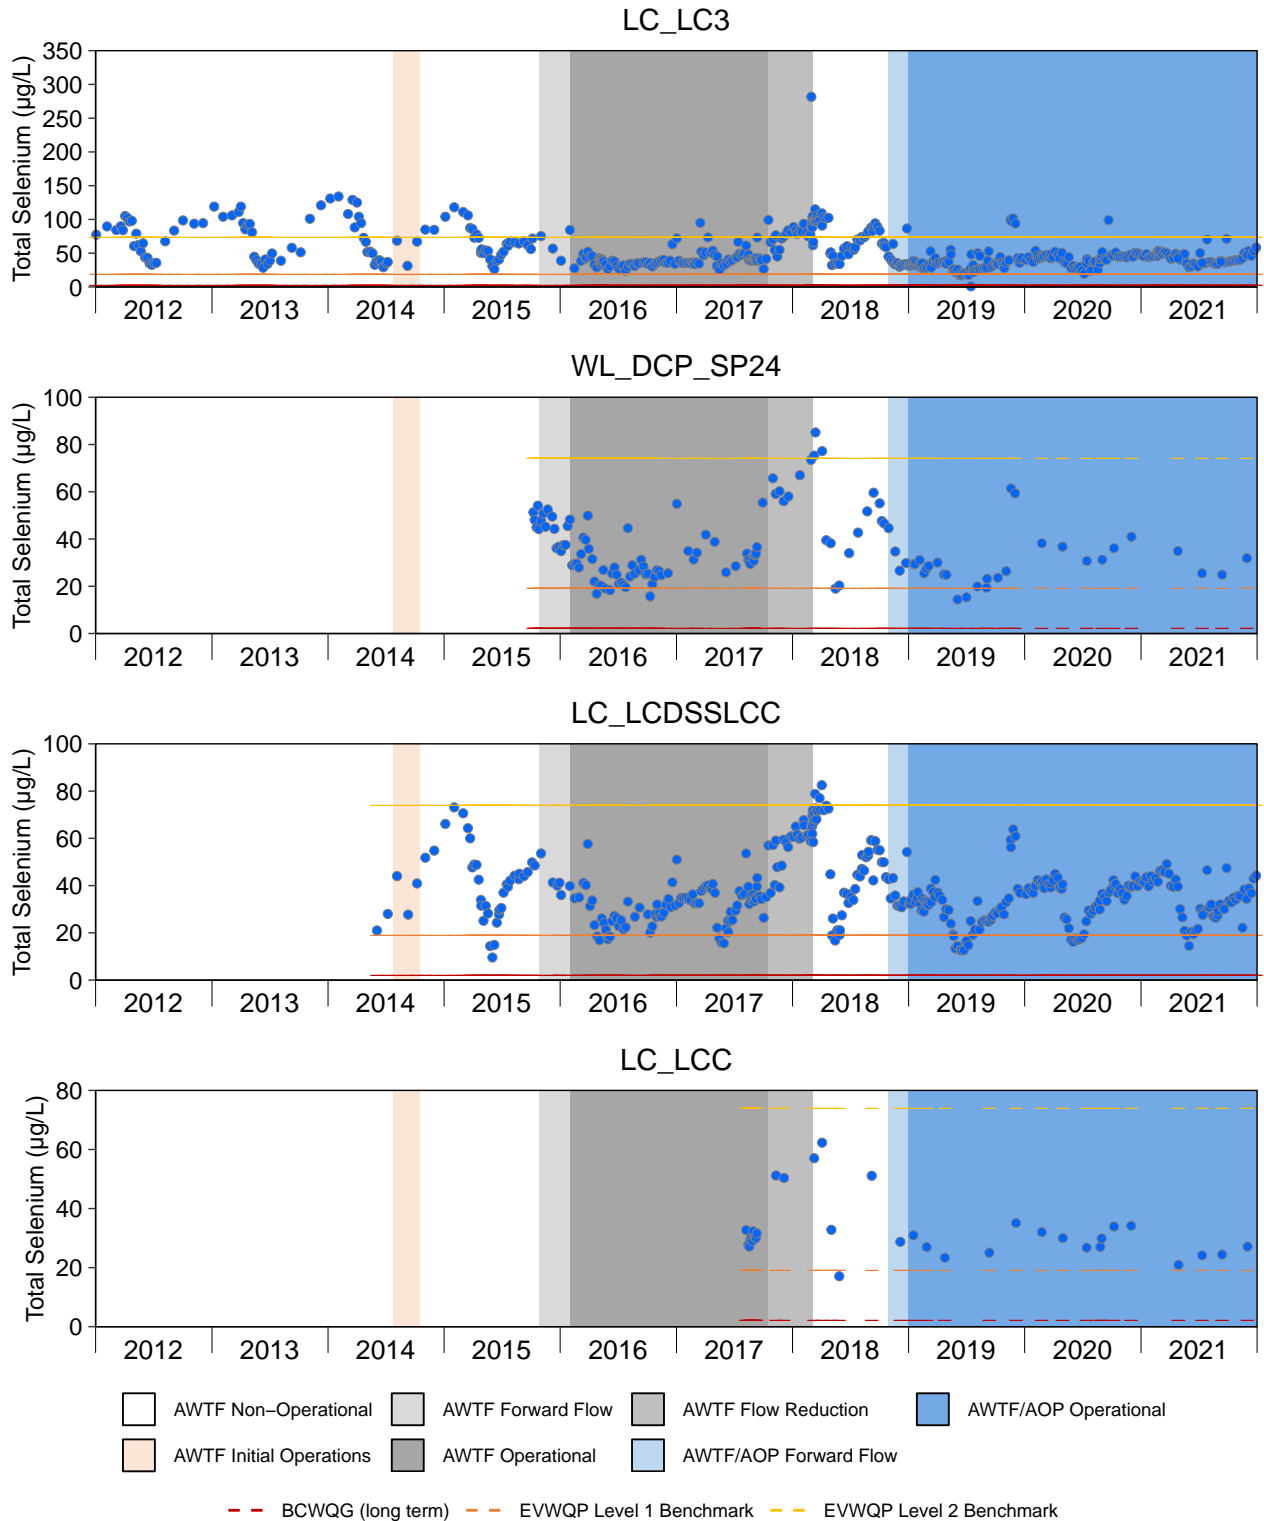 LC_LC3
Total Selenium (µg/L)
350
300
250
200
150
100
50
0
2012 2013 2014 2015 2016 2017 2018 2019 2020 2021
WL_DCP_SP24
Total Selenium (µg/L)
100
80
60
40
20
0
2012 2013 2014 2015 2016 2017 2018 2019 2020 2021
LC_LCDSSLCC
Total Selenium (µg/L)
100
80
60
40
20
0
2012 2013 2014 2015 2016 2017 2018 2019 2020 2021
LC_LCC
Total Selenium (µg/L)
80
60
40
20
0
2012 2013 2014 2015 2016 2017 2018 2019 2020 2021
AWTF Non−Operational AWTF Forward Flow AWTF Flow Reduction AWTF/AOP Operational
AWTF Initial Operations AWTF Operational AWTF/AOP Forward Flow
BCWQG (long term) EVWQP Level 1 Benchmark EVWQP Level 2 Benchmark